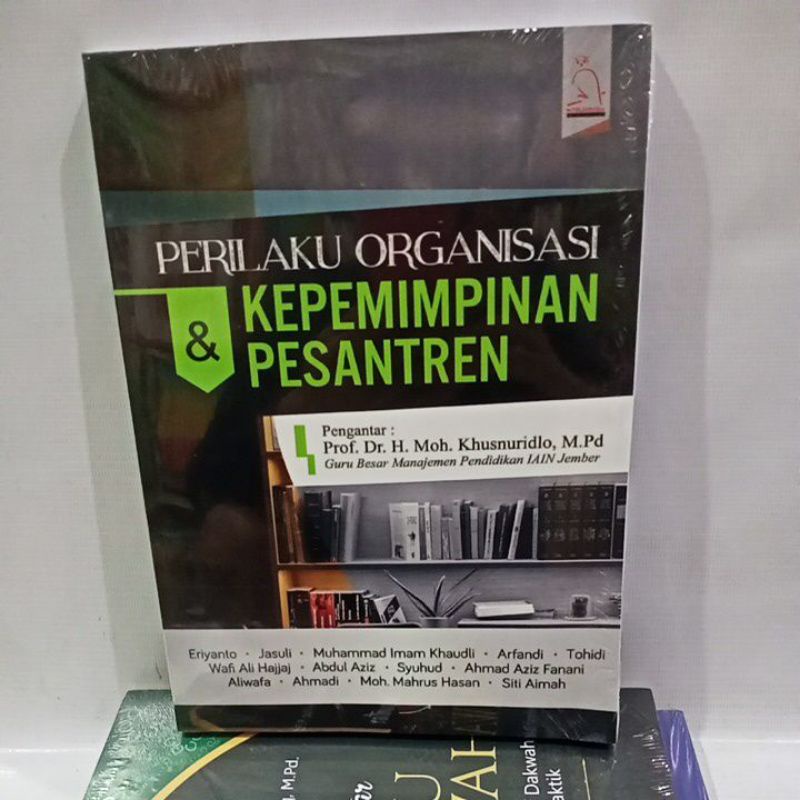 PERILAKU ORGANISASI
& KEPEMIMPINAN
PESANTREN
Pengantar :
Prof. Dr. H. Moh. Khusnuridlo, M.Pd
Guru Besar Manajemen Pendidikan IAIN Jember
Eriyanto · Jasuli · Muhammad Imam Khaudli · Arfandi · Tohidi
Wafi Ali Hajjaj · Abdul Aziz · Syuhud · Ahmad Aziz Fanani
Aliwafa · Ahmadi · Moh. Mahrus Hasan · Siti Aimah
M.Pd.
Dakwah